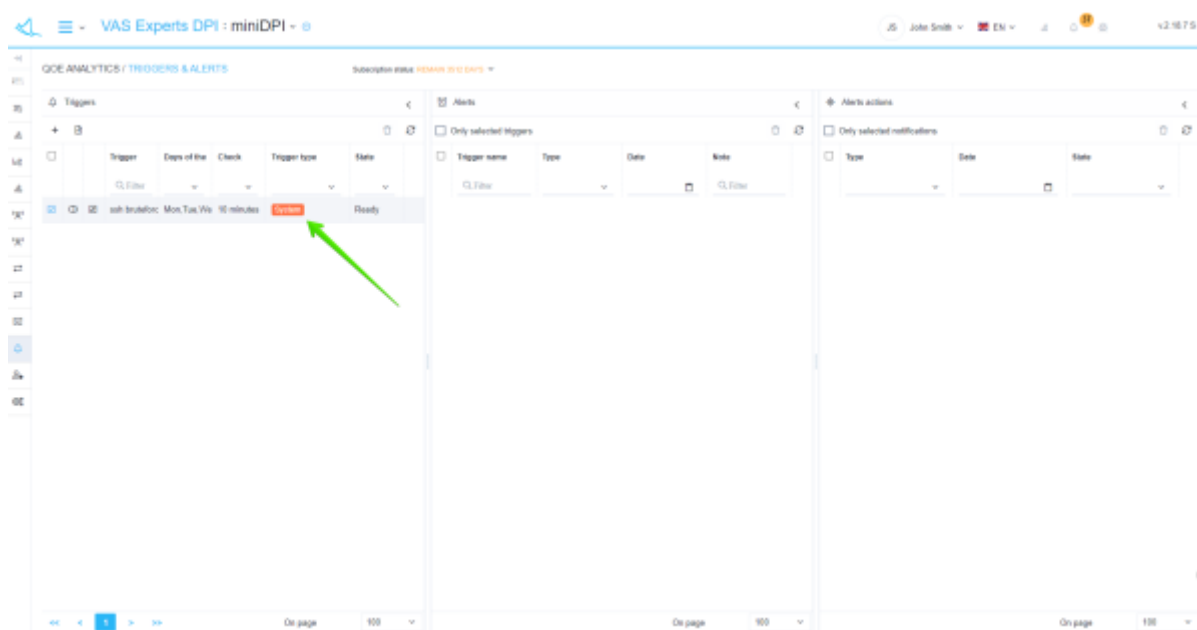 VAS Experts DPI : miniDPI
JS John Smith EN
QOE ANALYTICS / TRIGGERS & ALERTS
Subscription status
Triggers
Trigger Days of the Check Trigger type State
Filter
ssh bruteforc Mon,Tue,We 10 minutes System Ready
<< < 1 > >> On page 100
Alerts
Only selected triggers
Trigger name Type Date Note
Filter Filter
On page 100
Alerts actions
Only selected notifications
Type Date State
On page 100